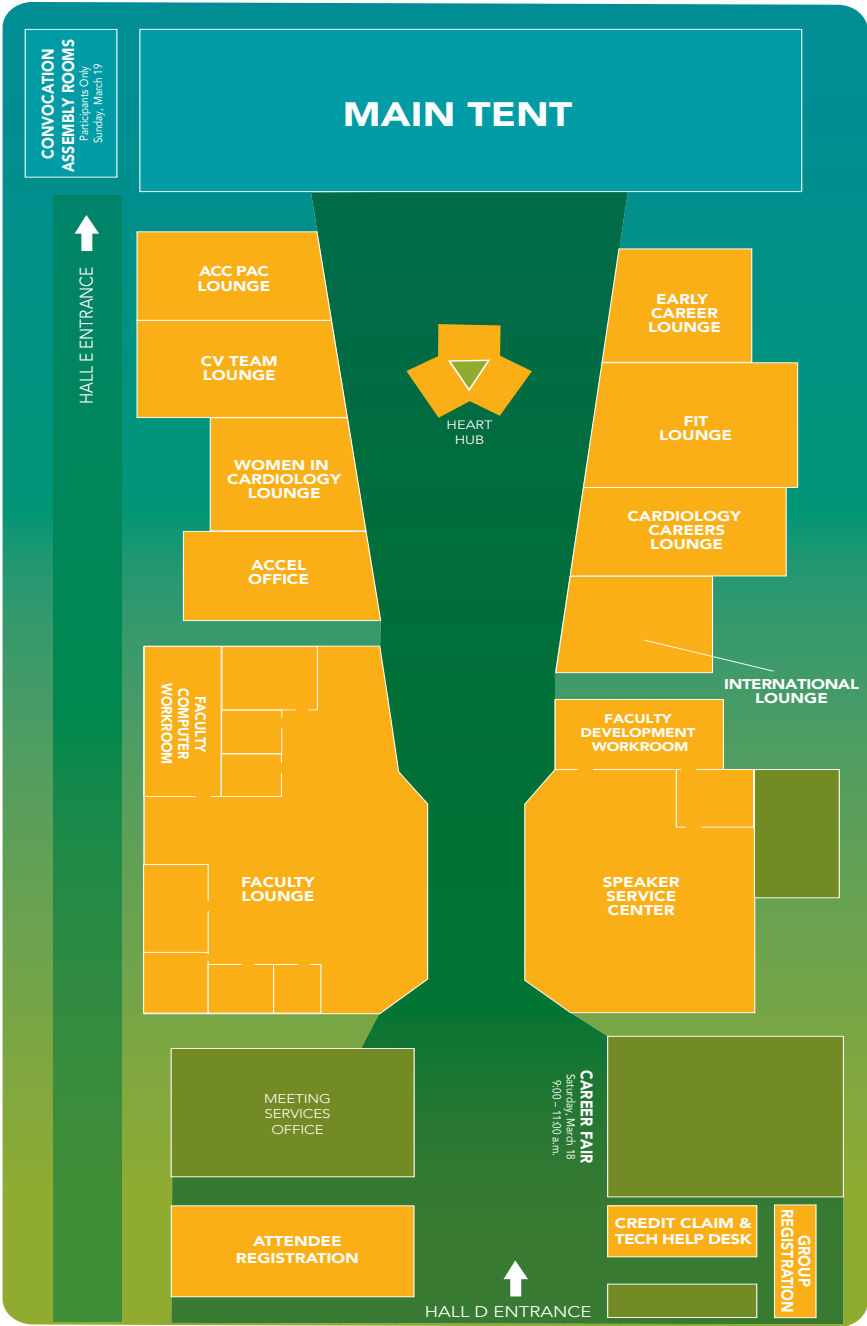 CONVOCATION
ASSEMBLY ROOMS
Participants Only
Sunday, March 19
MAIN TENT
HALL E ENTRANCE
ACC PAC
LOUNGE
CV TEAM
LOUNGE
WOMEN IN
CARDIOLOGY
LOUNGE
ACCEL
OFFICE
HEART
HUB
EARLY
CAREER
LOUNGE
FIT
LOUNGE
CARDIOLOGY
CAREERS
LOUNGE
INTERNATIONAL
LOUNGE
FACULTY
COMPUTER
WORKROOM
FACULTY
LOUNGE
FACULTY
DEVELOPMENT
WORKROOM
SPEAKER
SERVICE
CENTER
MEETING
SERVICES
OFFICE
CAREER FAIR
Saturday, March 18
9:00 – 11:00 a.m.
ATTENDEE
REGISTRATION
CREDIT CLAIM &
TECH HELP DESK
GROUP
REGISTRATION
HALL D ENTRANCE